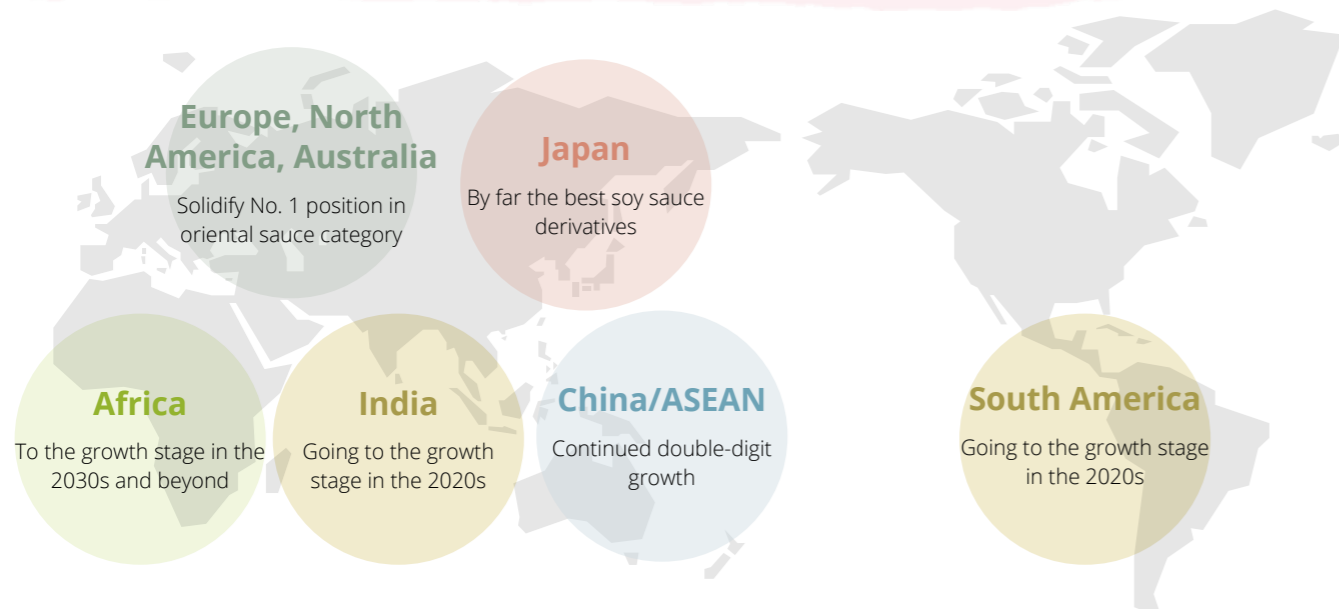 Europe, North
America, Australia
Solidify No. 1 position in
oriental sauce category
Japan
By far the best soy sauce
derivatives
Africa
To the growth stage in the
2030s and beyond
India
Going to the growth
stage in the 2020s
China/ASEAN
Continued double-digit
growth
South America
Going to the growth stage
in the 2020s